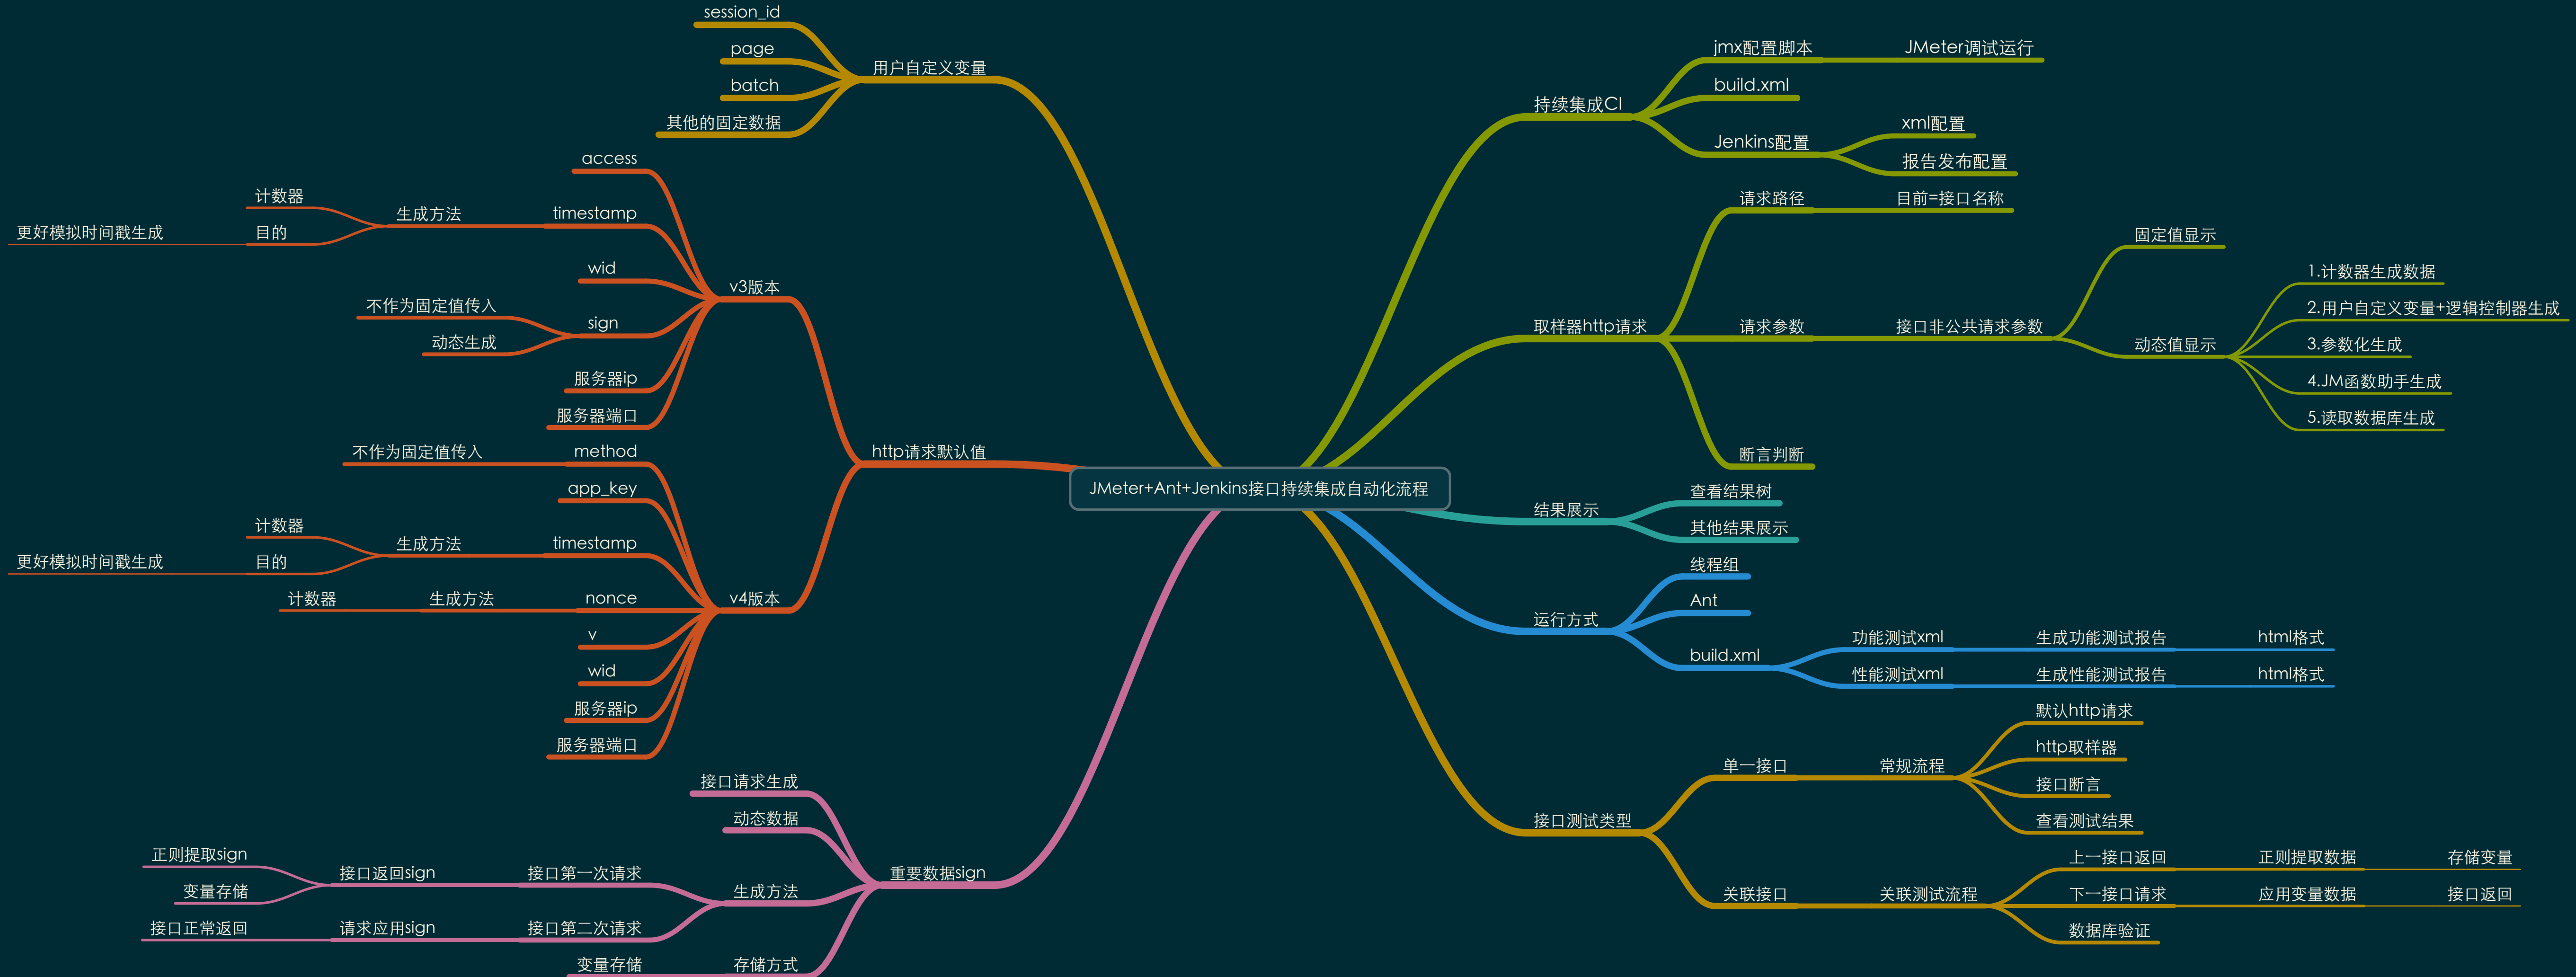 JMeter+Ant+Jenkins接口持续集成自动化流程
用户自定义变量
session_id
page
batch
其他的固定数据
http请求默认值
v3版本
access
timestamp
生成方法
计数器
目的
更好模拟时间戳生成
wid
sign
不作为固定值传入
动态生成
服务器ip
服务器端口
v4版本
method
不作为固定值传入
app_key
timestamp
生成方法
计数器
目的
更好模拟时间戳生成
nonce
生成方法
计数器
v
wid
服务器ip
服务器端口
重要数据sign
接口请求生成
动态数据
生成方法
接口第一次请求
接口返回sign
正则提取sign
变量存储
接口第二次请求
请求应用sign
接口正常返回
存储方式
变量存储
持续集成CI
jmx配置脚本
JMeter调试运行
build.xml
Jenkins配置
xml配置
报告发布配置
取样器http请求
请求路径
目前=接口名称
请求参数
接口非公共请求参数
固定值显示
动态值显示
1.计数器生成数据
2.用户自定义变量+逻辑控制器生成
3.参数化生成
4.JM函数助手生成
5.读取数据库生成
断言判断
结果展示
查看结果树
其他结果展示
运行方式
线程组
Ant
build.xml
功能测试xml
生成功能测试报告
html格式
性能测试xml
生成性能测试报告
html格式
接口测试类型
单一接口
常规流程
默认http请求
http取样器
接口断言
查看测试结果
关联接口
关联测试流程
上一接口返回
正则提取数据
存储变量
下一接口请求
应用变量数据
接口返回
数据库验证